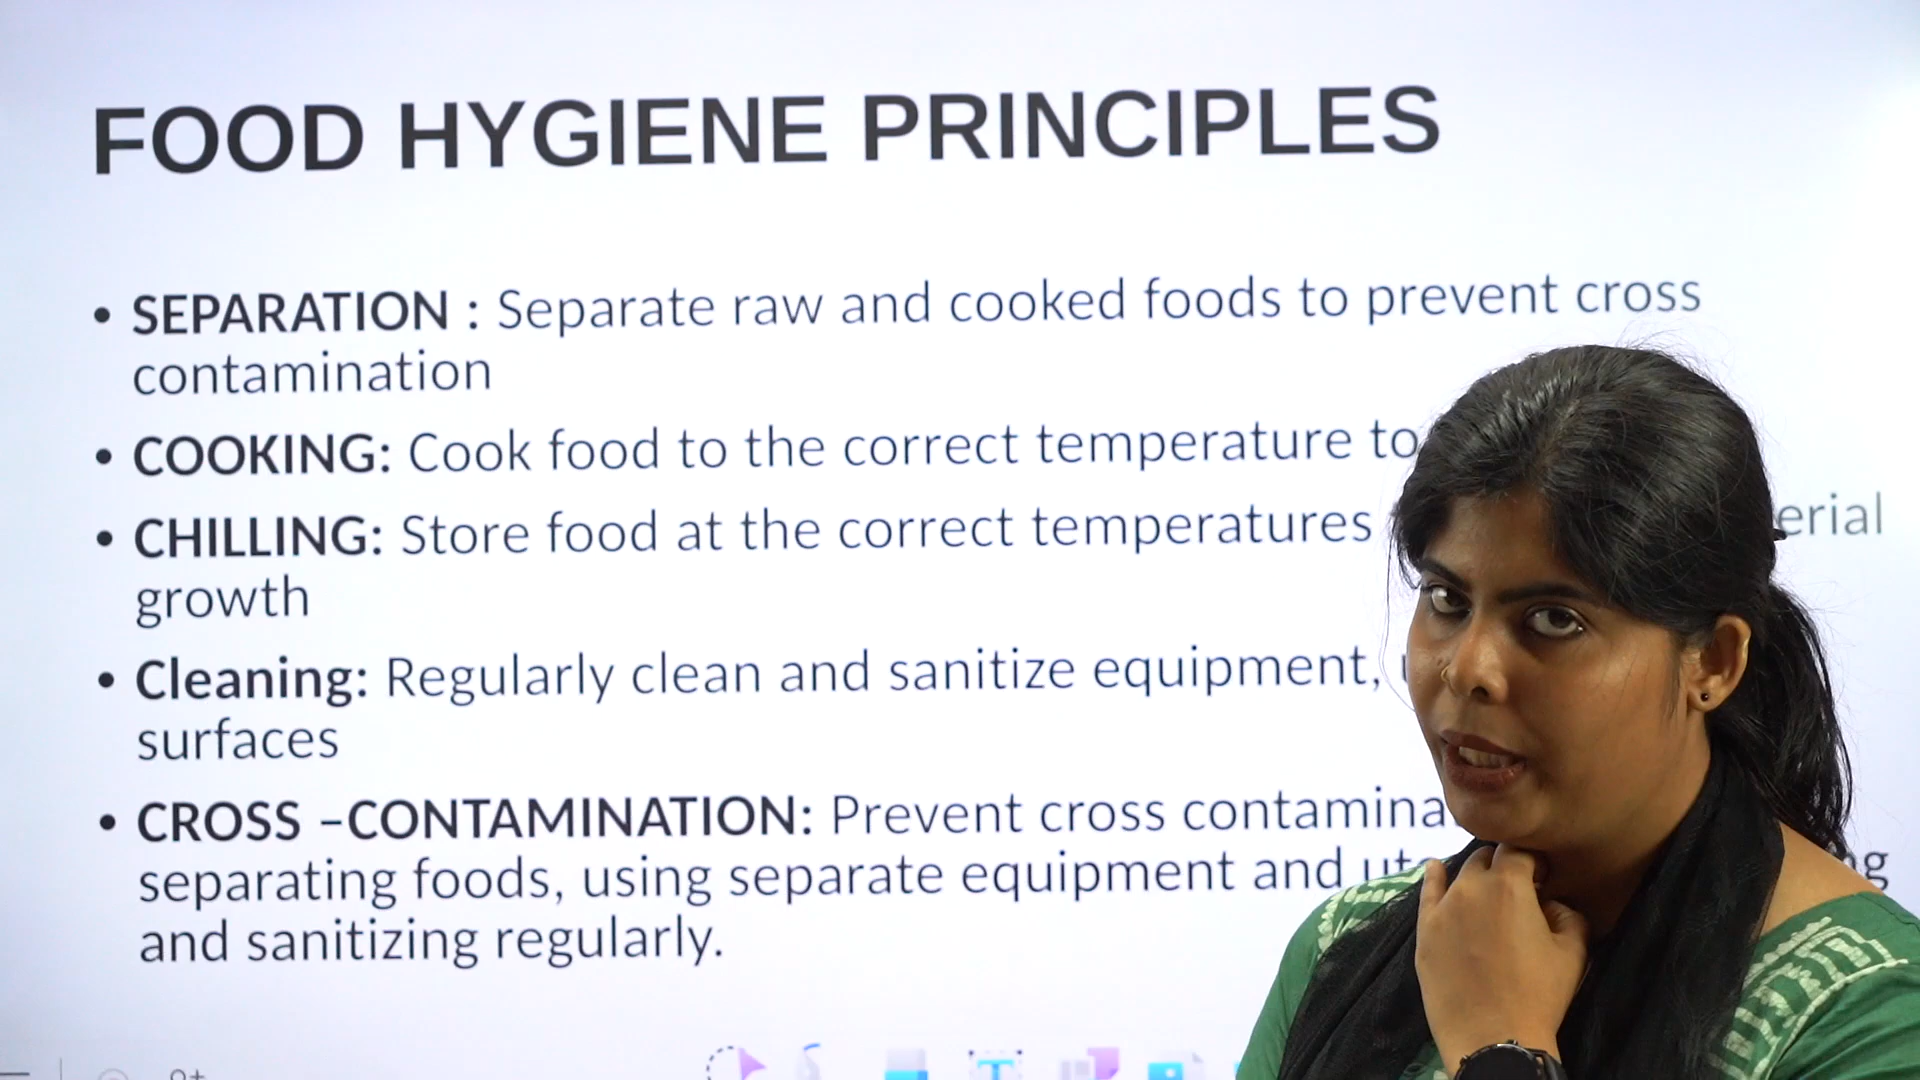 FOOD HYGIENE PRINCIPLES
• SEPARATION : Separate raw and cooked foods to prevent cross
contamination
• COOKING: Cook food to the correct temperature to
• CHILLING: Store food at the correct temperatures
growth
• Cleaning: Regularly clean and sanitize equipment,
surfaces
• CROSS –CONTAMINATION: Prevent cross
separating foods, using separate equipment and
and sanitizing regularly.